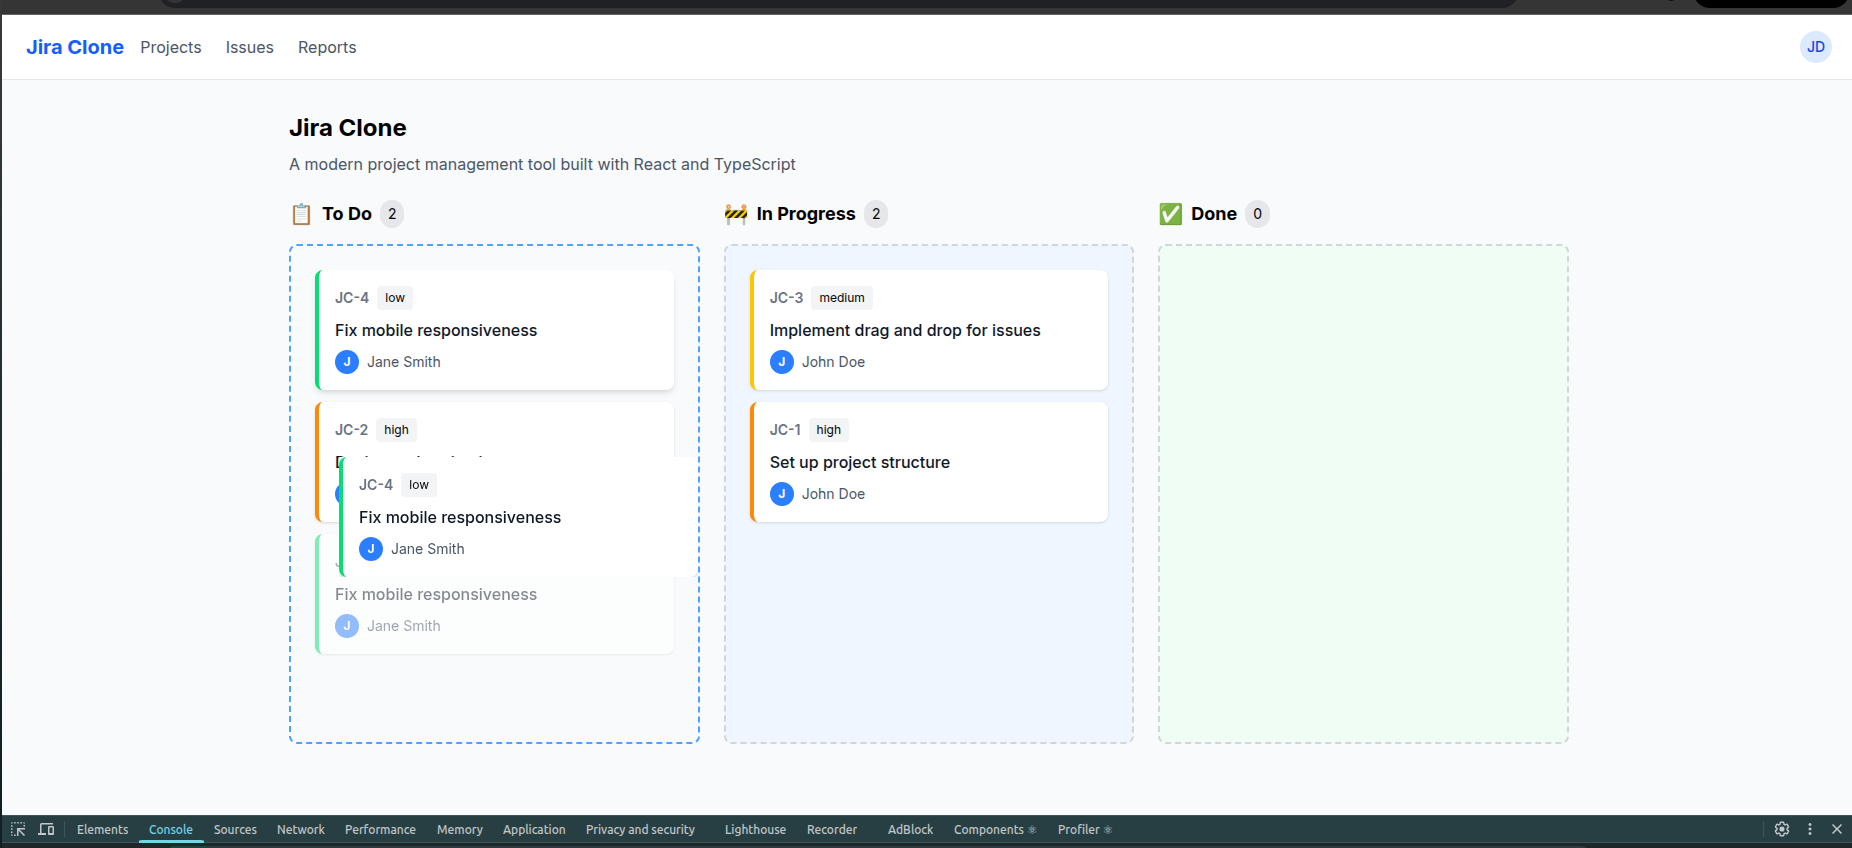 Jira Clone
Projects
Issues
Reports
JD
Jira Clone
A modern project management tool built with React and TypeScript
To Do 2
JC-4 low
Fix mobile responsiveness
J Jane Smith
JC-2 high
JC-4 low
Fix mobile responsiveness
J Jane Smith
Fix mobile responsiveness
J Jane Smith
In Progress 2
JC-3 medium
Implement drag and drop for issues
J John Doe
JC-1 high
Set up project structure
J John Doe
Done 0
Elements Console Sources Network Performance Memory Application Privacy and security Lighthouse Recorder AdBlock Components Profiler